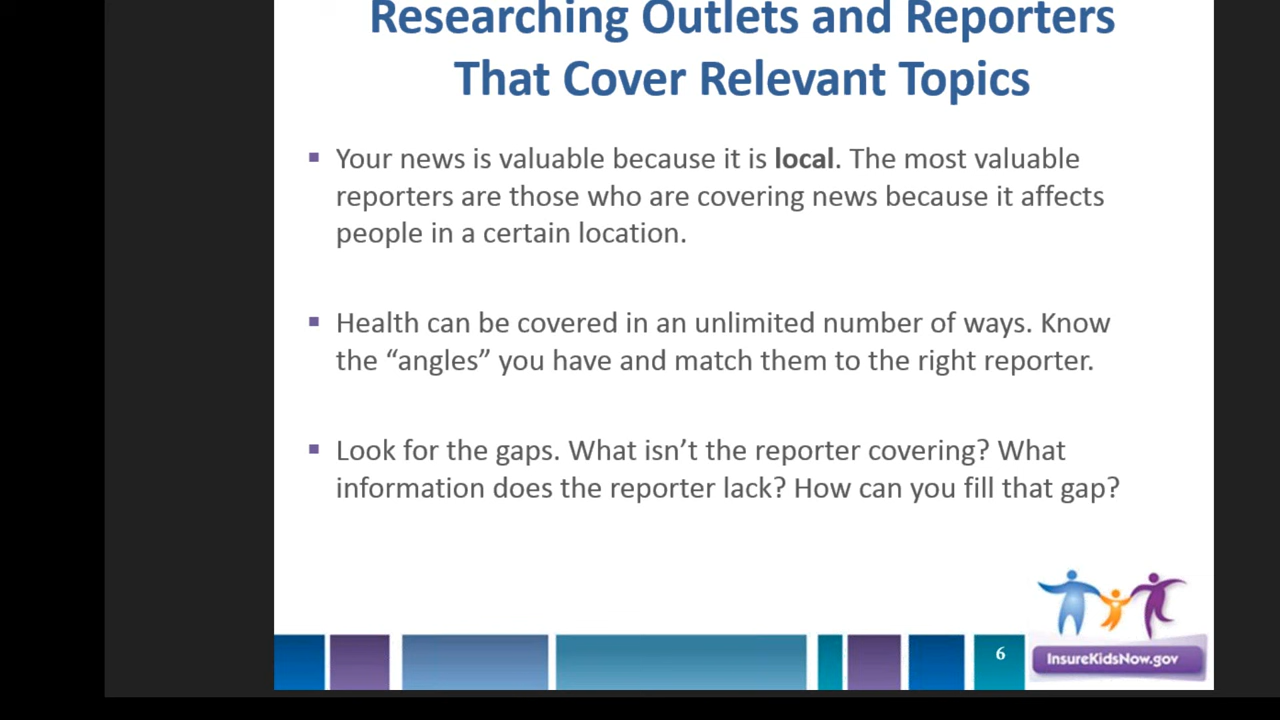 Researching Outlets and Reporters
That Cover Relevant Topics
▪ Your news is valuable because it is local. The most valuable
reporters are those who are covering news because it affects
people in a certain location.
▪ Health can be covered in an unlimited number of ways. Know
the “angles” you have and match them to the right reporter.
▪ Look for the gaps. What isn’t the reporter covering? What
information does the reporter lack? How can you fill that gap?
6
InsureKidsNow.gov